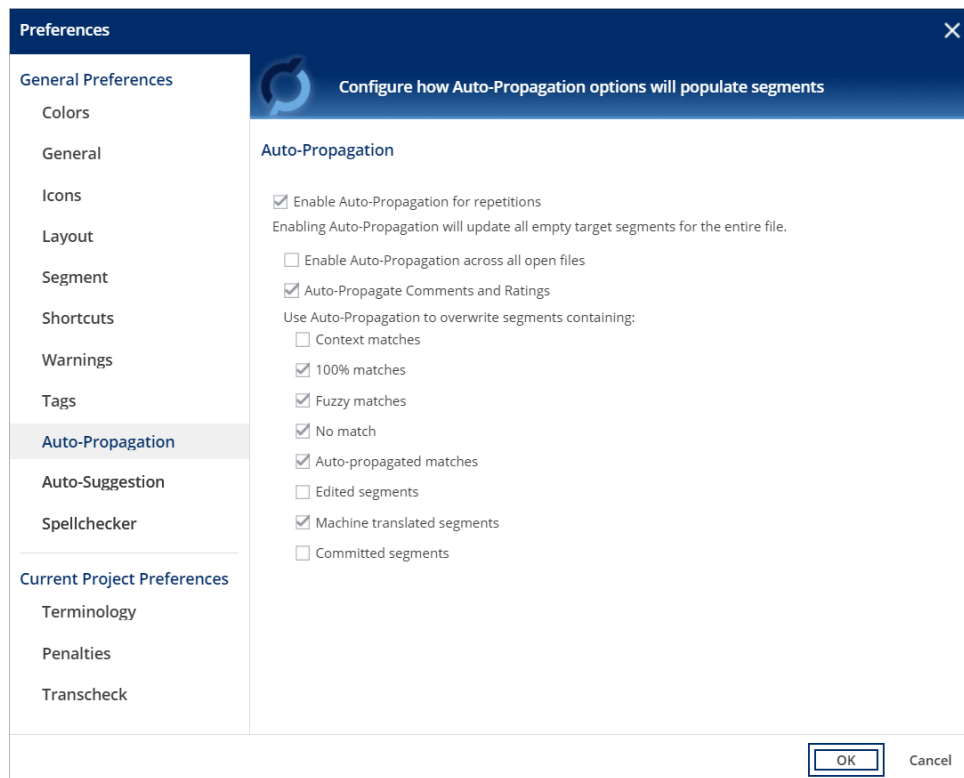 Preferences
General Preferences
Colors
General
Icons
Layout
Segment
Shortcuts
Warnings
Tags
Auto-Propagation
Auto-Suggestion
Spellchecker
Current Project Preferences
Terminology
Penalties
Transcheck
Configure how Auto-Propagation options will populate segments
Auto-Propagation
Enable Auto-Propagation for repetitions
Enabling Auto-Propagation will update all empty target segments for the entire file.
Enable Auto-Propagation across all open files
Auto-Propagate Comments and Ratings
Use Auto-Propagation to overwrite segments containing:
Context matches
100% matches
Fuzzy matches
No match
Auto-propagated matches
Edited segments
Machine translated segments
Committed segments
OK Cancel